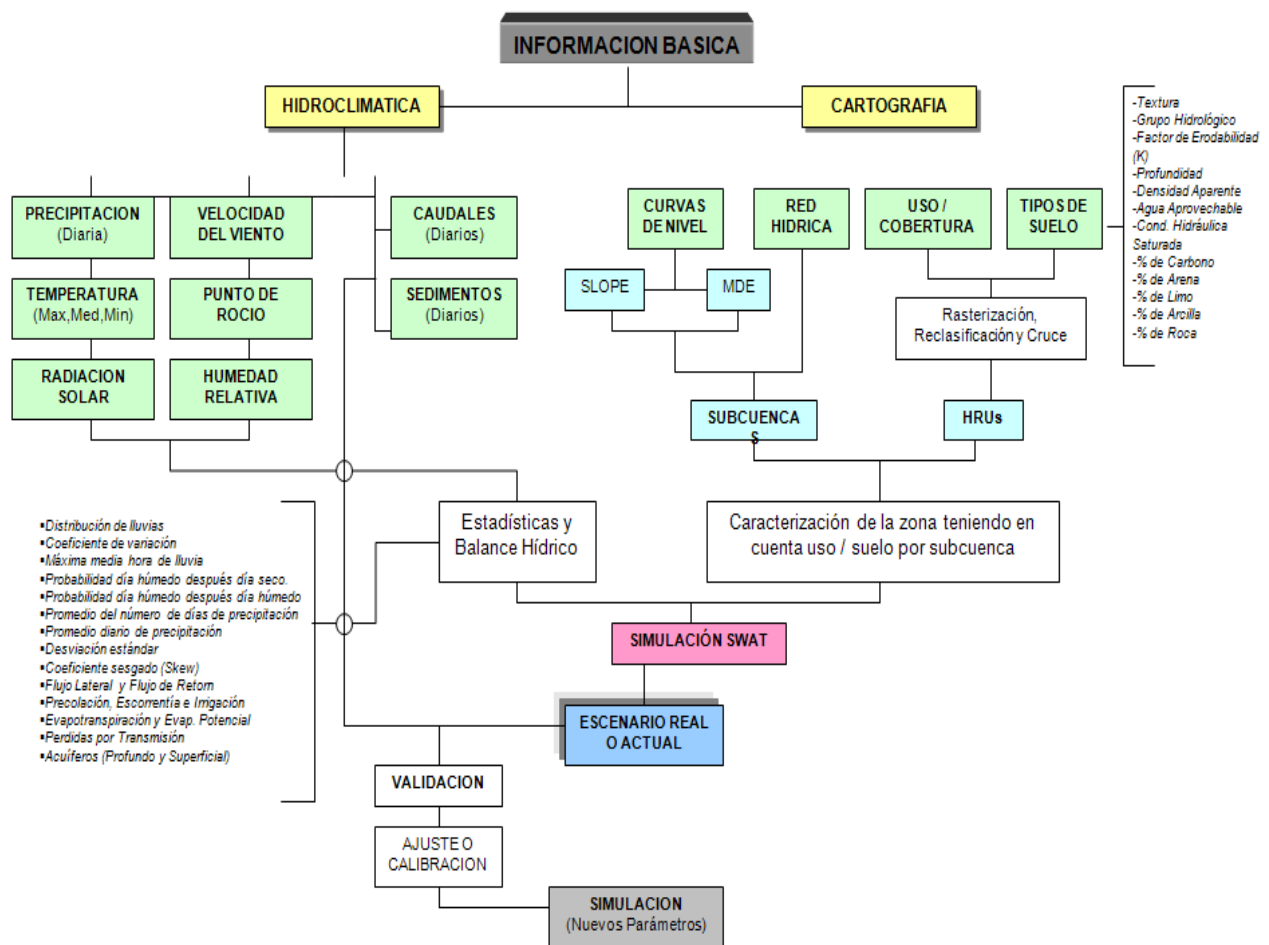 INFORMACION BASICA
HIDROCLIMATICA
CARTOGRAFIA
-Textura
-Grupo Hidrológico
-Factor de Erodabilidad
(K)
-Profundidad
-Densidad Aparente
-Agua Aprovechable
-Cond. Hidráulica
Saturada
-% de Carbono
-% de Arena
-% de Limo
-% de Arcilla
-% de Roca
PRECIPITACION
(Diaria)
VELOCIDAD
DEL VIENTO
CAUDALES
(Diarios)
CURVAS
DE NIVEL
RED
HIDRICA
USO /
COBERTURA
TIPOS DE
SUELO
TEMPERATURA
(Max,Med,Min)
PUNTO DE
ROCIO
SEDIMENTOS
(Diarios)
SLOPE
MDE
Rasterización,
Reclasificación y Cruce
RADIACION
SOLAR
HUMEDAD
RELATIVA
SUBCUENCA
S
HRUs
▪Distribución de lluvias
▪Coeficiente de variación
▪Máxima media hora de lluvia
▪Probabilidad día húmedo después día seco.
▪Probabilidad día húmedo después día húmedo
▪Promedio del número de días de precipitación
▪Promedio diario de precipitación
▪Desviación estándar
▪Coeficiente sesgado (Skew)
▪Flujo Lateral y Flujo de Retorn
▪Precolación, Escorrentía e Irrigación
▪Evapotranspiración y Evap. Potencial
▪Perdidas por Transmisión
▪Acuíferos (Profundo y Superficial)
Estadísticas y
Balance Hídrico
Caracterización de la zona teniendo en
cuenta uso / suelo por subcuenca
SIMULACIÓN SWAT
ESCENARIO REAL
O ACTUAL
VALIDACION
AJUSTE O
CALIBRACION
SIMULACION
(Nuevos Parámetros)